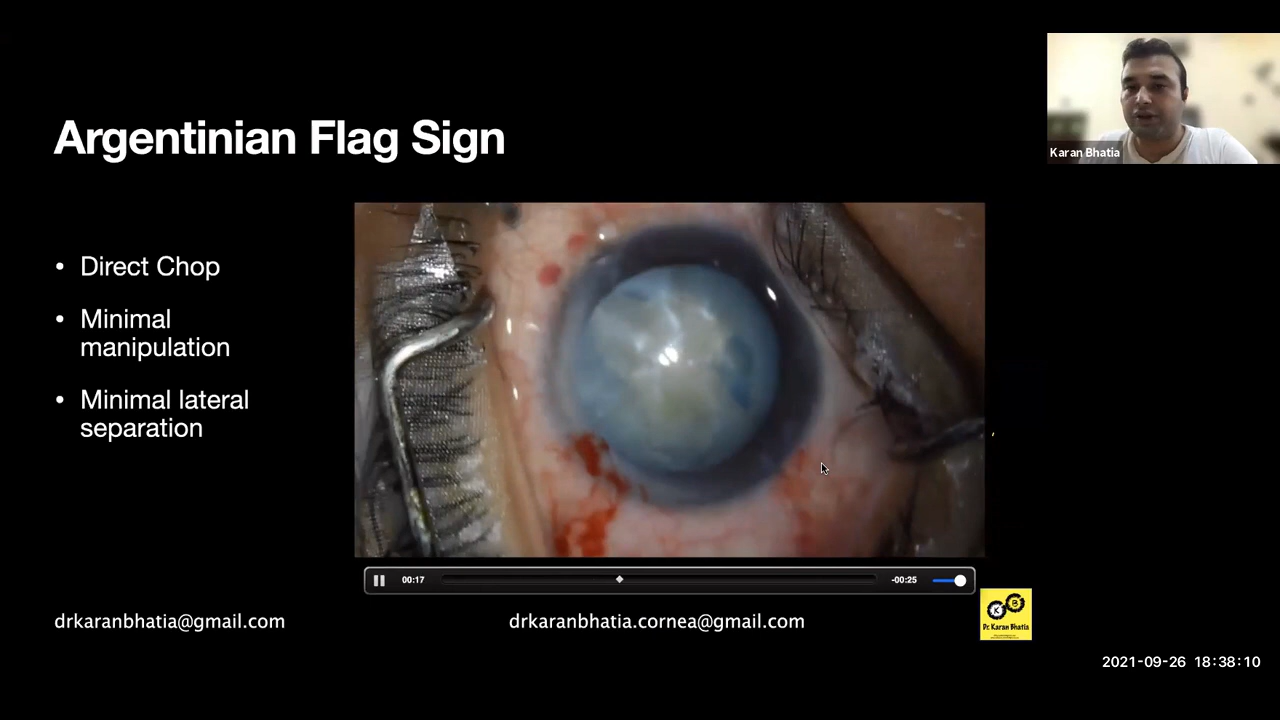 Argentinian Flag Sign
Karan Bhatia
• Direct Chop
• Minimal
manipulation
• Minimal lateral
separation
00:17
-00:25
drkaranbhatia@gmail.com
drkaranbhatia.cornea@gmail.com
K B
Dr. Karan Bhatia
2021-09-26 18:38:10